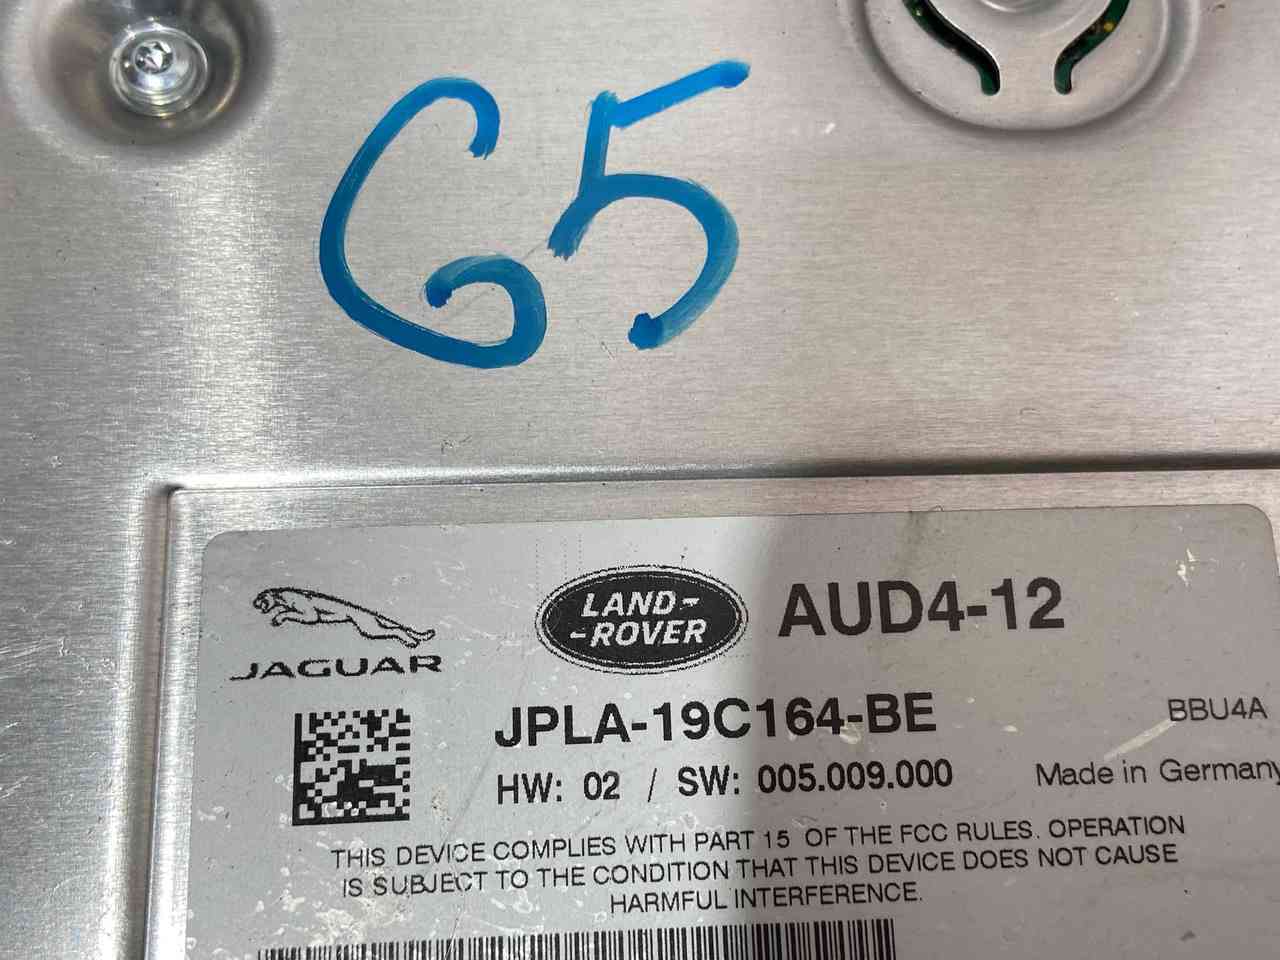 65
JAGUAR
LAND-
-ROVER
AUD4-12
JPLA-19C164-BE
BBU4A
HW: 02 / SW: 005.009.000
Made in Germany
THIS DEVICE COMPLIES WITH PART 15 OF THE FCC RULES. OPERATION
IS SUBJECT TO THE CONDITION THAT THIS DEVICE DOES NOT CAUSE
HARMFUL INTERFERENCE.